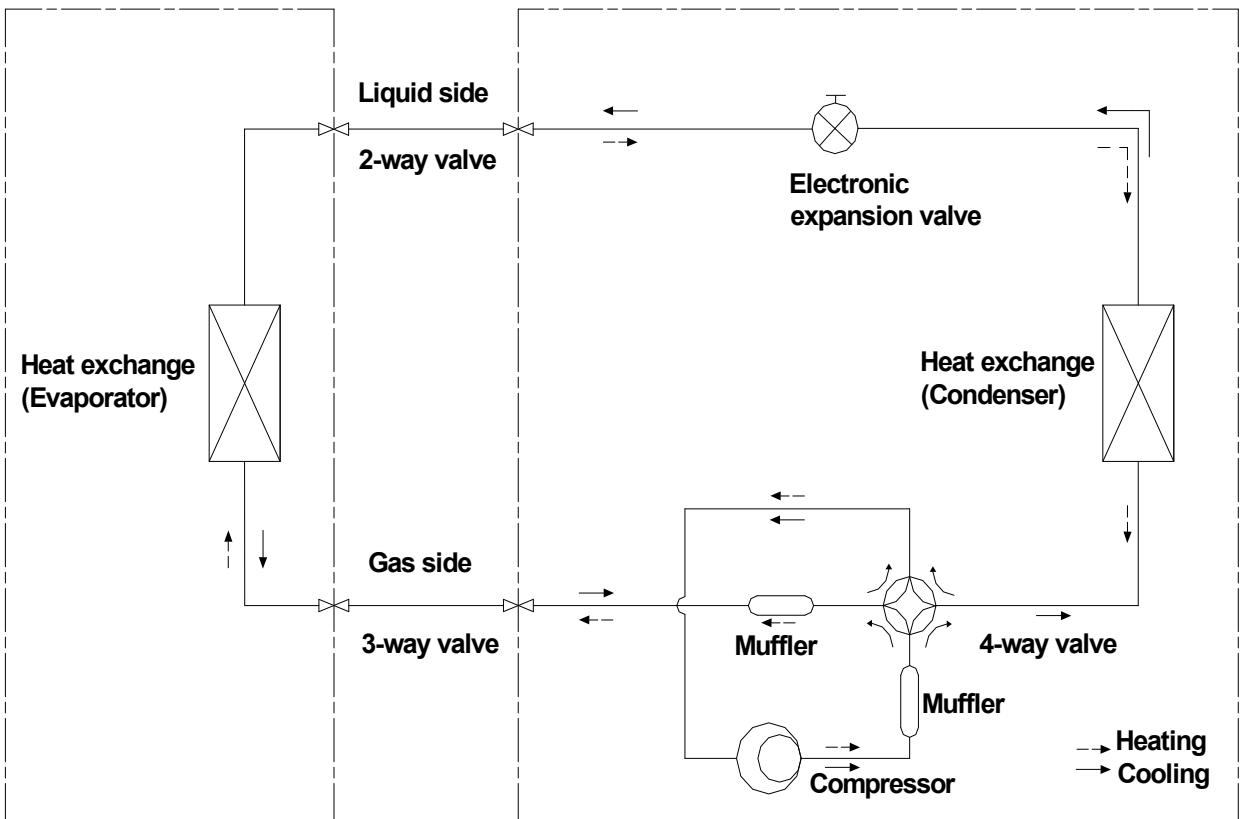 Liquid side
2-way valve
Electronic
expansion valve
Heat exchange
(Evaporator)
Heat exchange
(Condenser)
Gas side
3-way valve
Muffler
4-way valve
Muffler
Compressor
Heating
Cooling